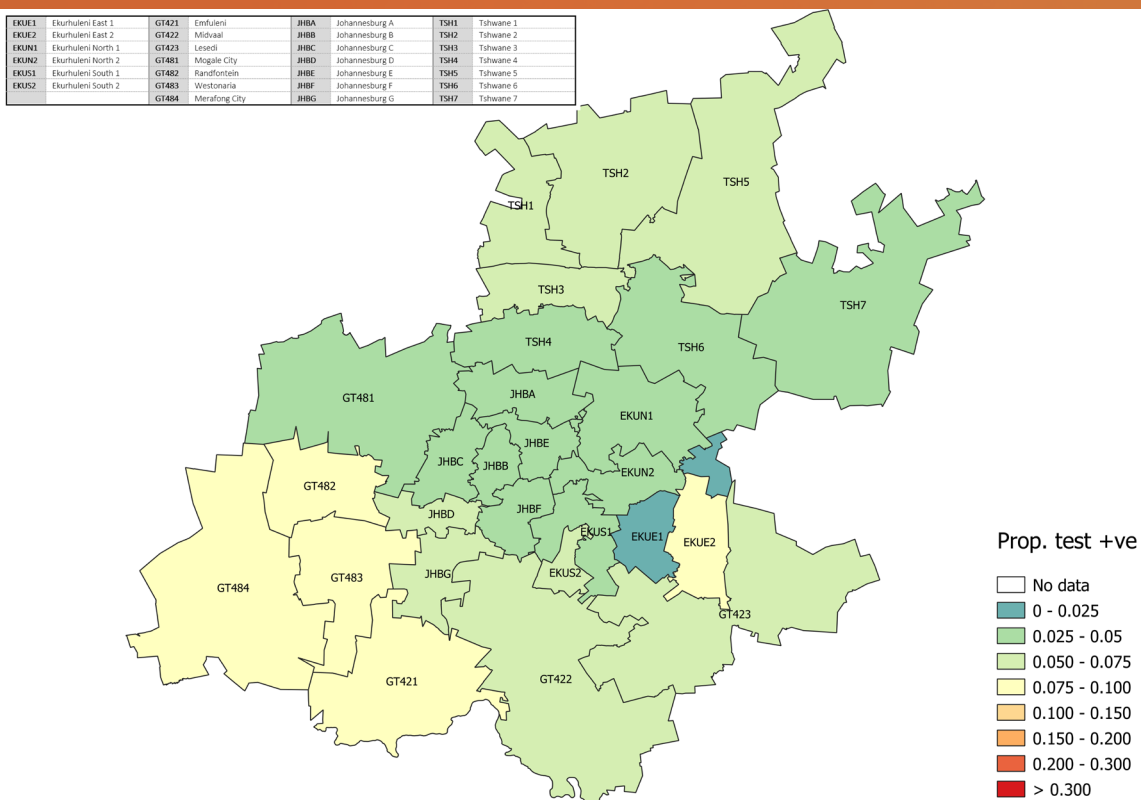 EKUE1 Ekurhuleni East 1 GT421 Emfuleni JHBA Johannesburg A TSH1 Tshwane 1
EKUE2 Ekurhuleni East 2 GT422 Midvaal JHBB Johannesburg B TSH2 Tshwane 2
EKUN1 Ekurhuleni North 1 GT423 Lesedi JHBC Johannesburg C TSH3 Tshwane 3
EKUN2 Ekurhuleni North 2 GT481 Mogale City JHBD Johannesburg D TSH4 Tshwane 4
EKUS1 Ekurhuleni South 1 GT482 Randfontein JHBE Johannesburg E TSH5 Tshwane 5
EKUS2 Ekurhuleni South 2 GT483 Westonaria JHBF Johannesburg F TSH6 Tshwane 6
GT484 Merafong City JHBG Johannesburg G TSH7 Tshwane 7
TSH2
TSH5
TSH1
TSH3
TSH7
TSH4
TSH6
GT481
JHBA
EKUN1
JHBE
JHBC
JHBB
EKUN2
GT482
JHBD
JHBF
EKUS1
EKUE1
EKUE2
GT483
JHBG
EKUS2
GT484
GT423
GT421
GT422
Prop. test +ve
No data
0 - 0.025
0.025 - 0.05
0.050 - 0.075
0.075 - 0.100
0.100 - 0.150
0.150 - 0.200
0.200 - 0.300
> 0.300